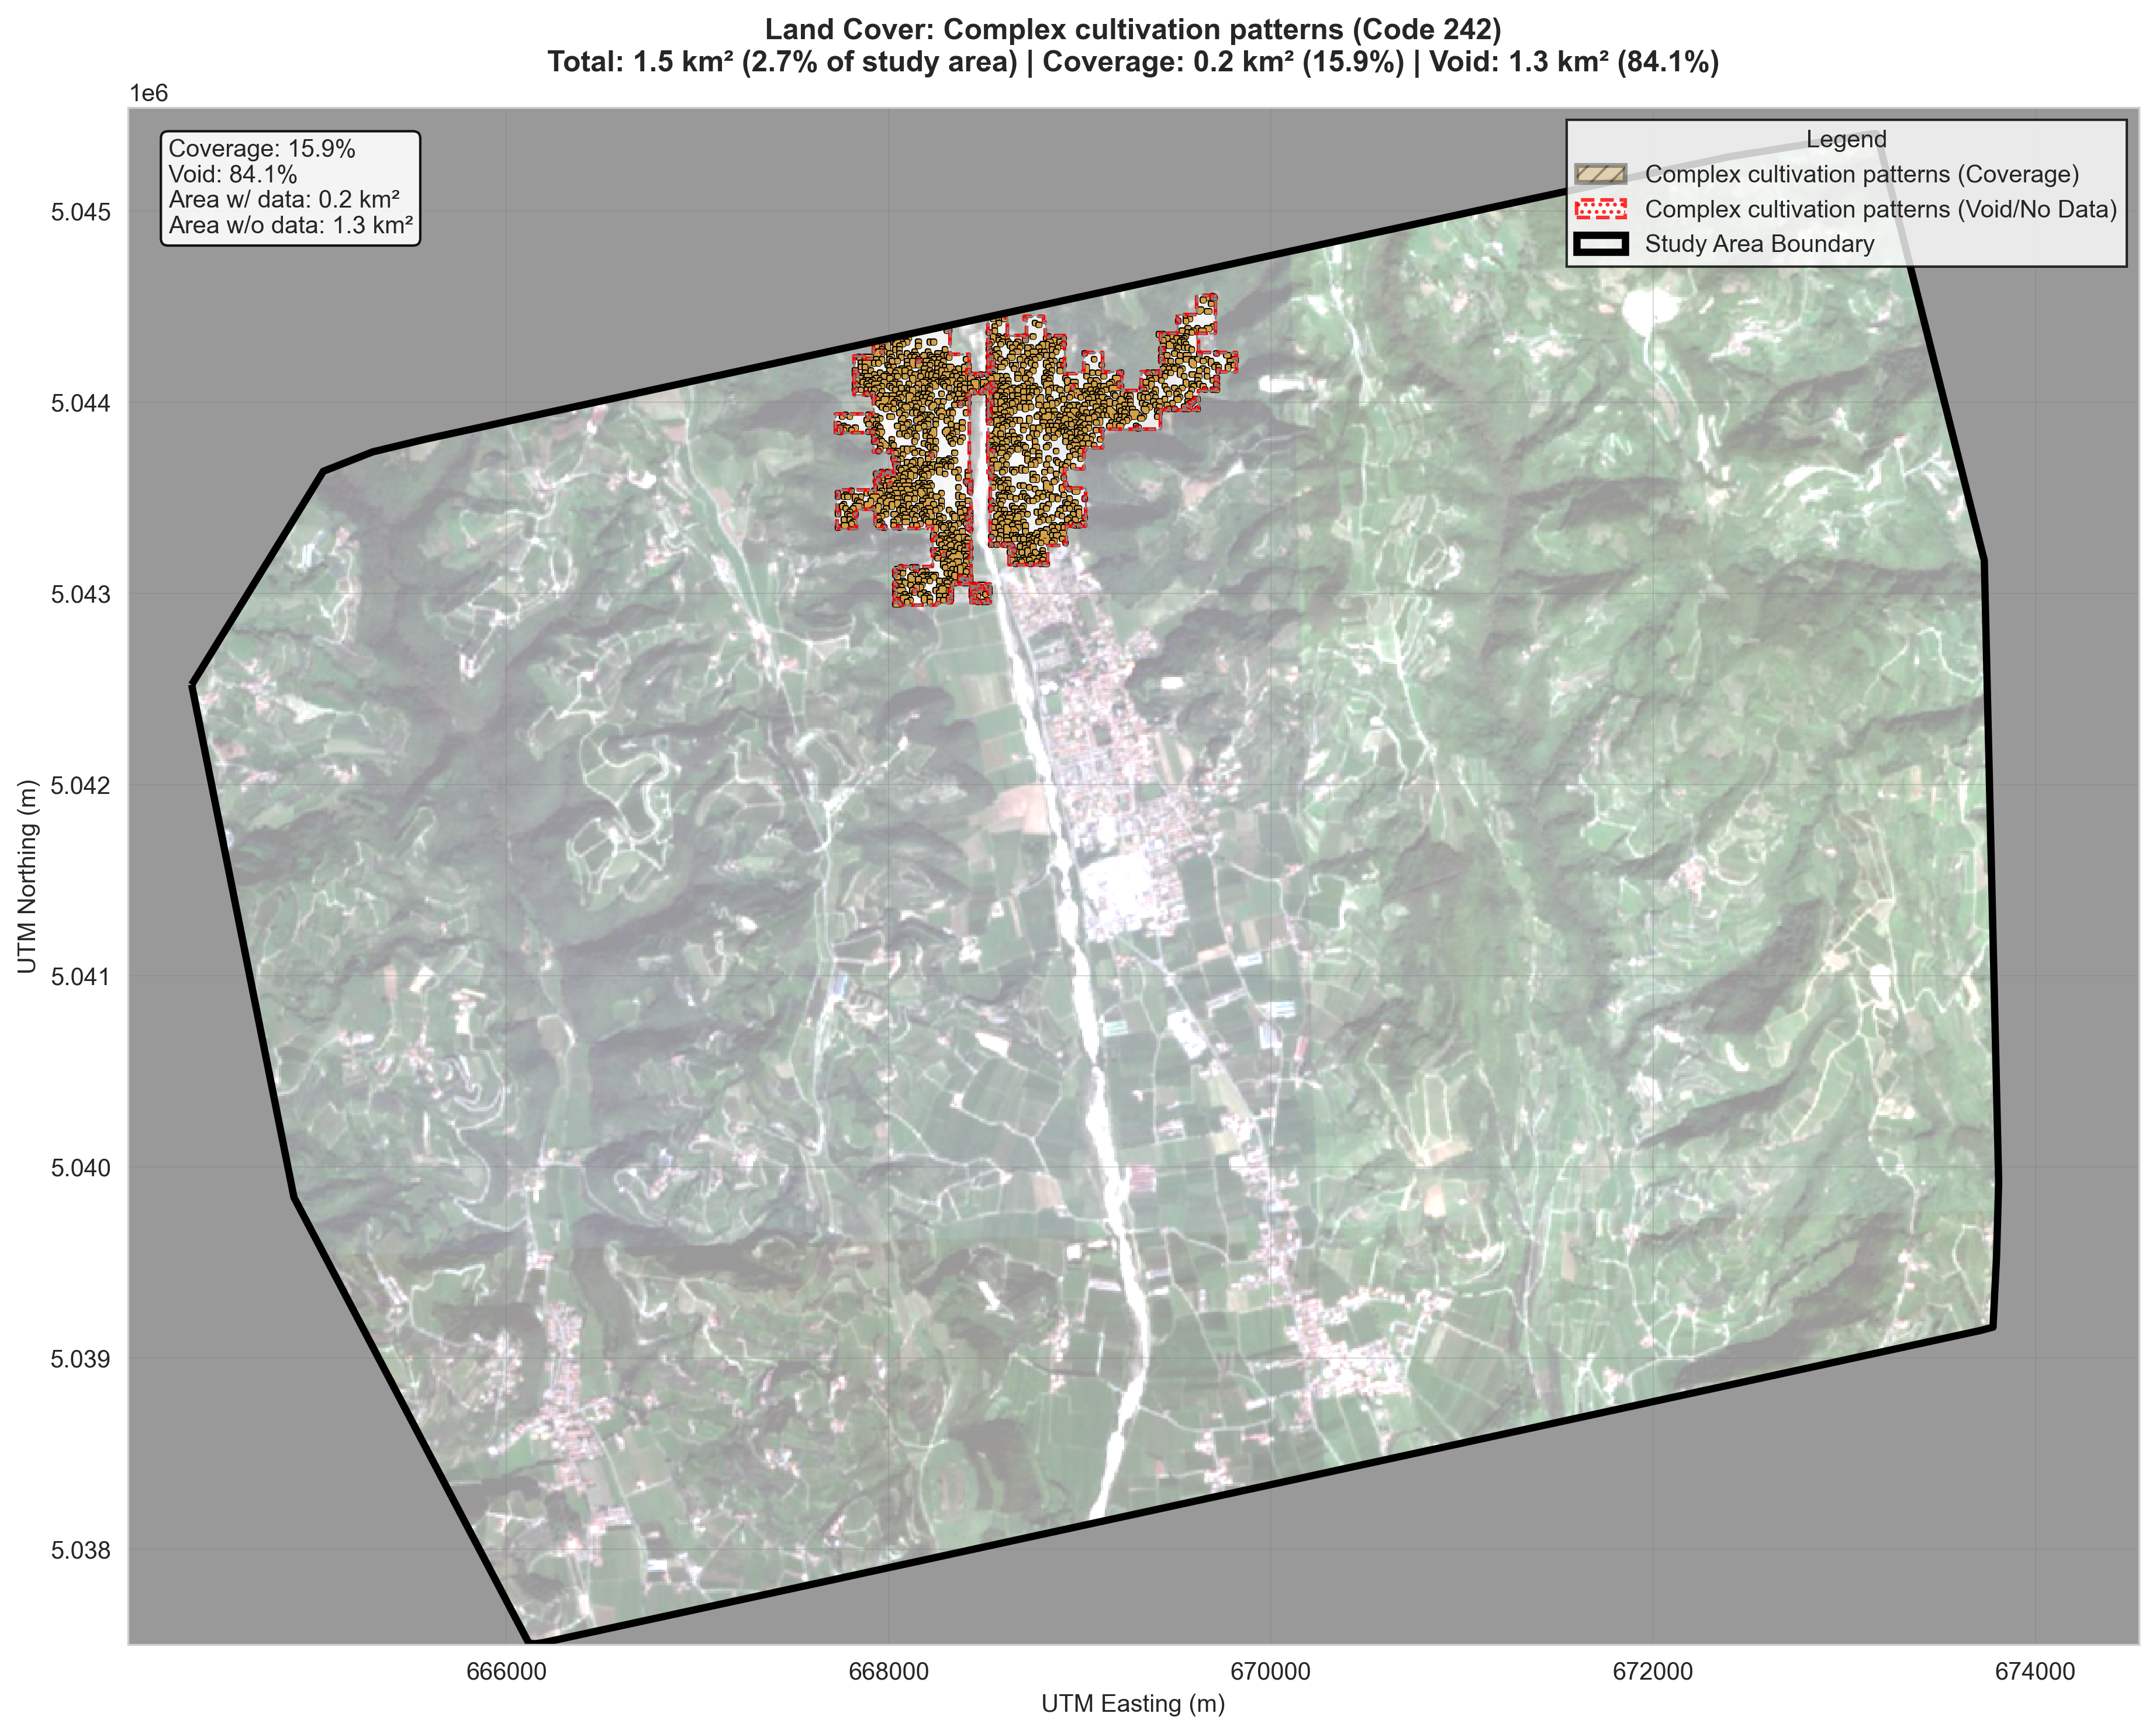 Land Cover: Complex cultivation patterns (Code 242)
Total: 1.5 km² (2.7% of study area) | Coverage: 0.2 km² (15.9%) | Void: 1.3 km² (84.1%)
1e6
Coverage: 15.9%
Void: 84.1%
Area w/ data: 0.2 km²
Area w/o data: 1.3 km²
Legend
Complex cultivation patterns (Coverage)
Complex cultivation patterns (Void/No Data)
Study Area Boundary
5.045
5.044
5.043
5.042
5.041
5.040
5.039
5.038
UTM Northing (m)
666000 668000 670000 672000 674000
UTM Easting (m)